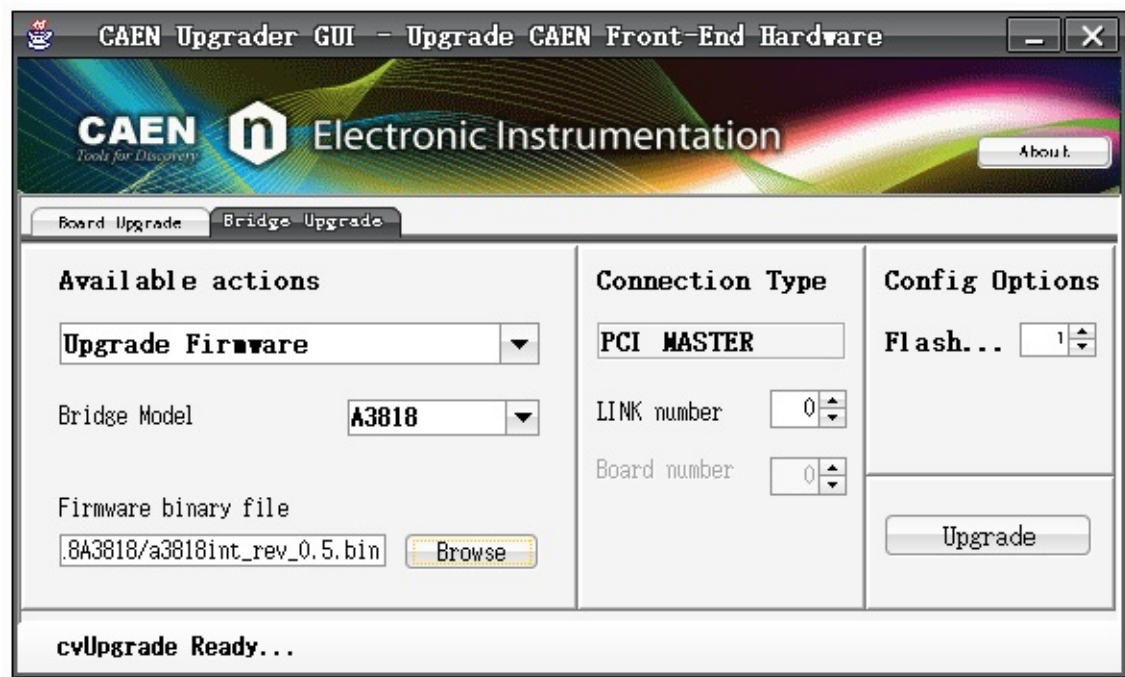 CAEN Upgrader GUI - Upgrade CAEN Front-End Hardware
CAEN n Electronic Instrumentation
Tools for Discovery
About
Board Upgrade
Bridge Upgrade
Available actions
Upgrade Firmware
Bridge Model
A3818
Firmware binary file
.8A3818/a3818int_rev_0.5.bin
Browse
Connection Type
PCI MASTER
LINK number
0
Board number
0
Config Options
Flash...
1
Upgrade
cvUpgrade Ready...